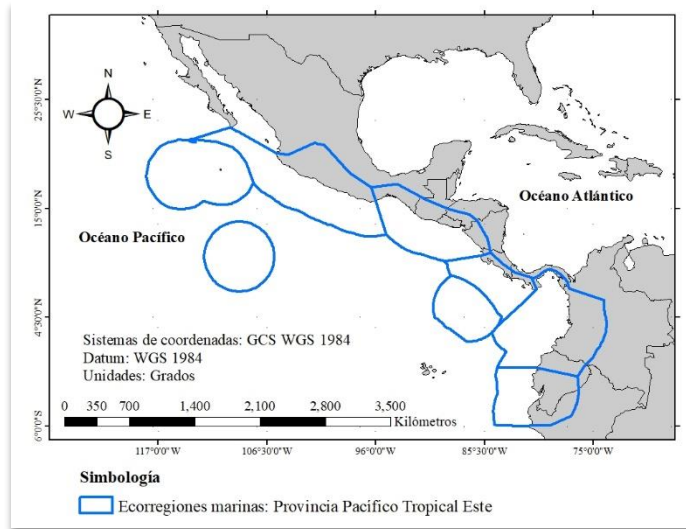 N
W E
S
25°30'0"N
15°0'0"N
4°30'0"N
6°0'0"S
Océano Atlántico
Océano Pacífico
Sistemas de coordenadas: GCS WGS 1984
Datum: WGS 1984
Unidades: Grados
0 350 700 1,400 2,100 2,800 3,500
Kilómetros
117°0'0"W 106°30'0"W 96°0'0"W 85°30'0"W 75°0'0"W
Simbología
Ecorregiones marinas: Provincia Pacífico Tropical Este